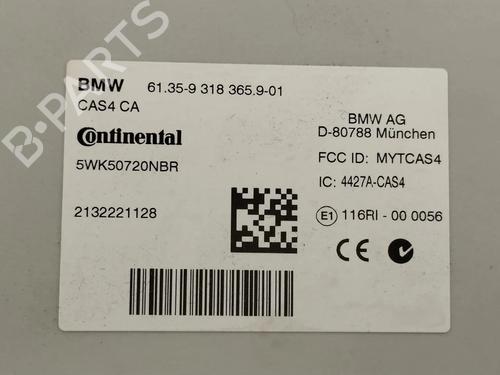 BMW 61.35-9 318 365.9-01
CAS4 CA
Continental
5WK50720NBR
2132221128
BMW AG
D-80788 München
FCC ID: MYTCAS4
IC: 4427A-CAS4
E1 116RI - 00 0056
CE
B-PARTS